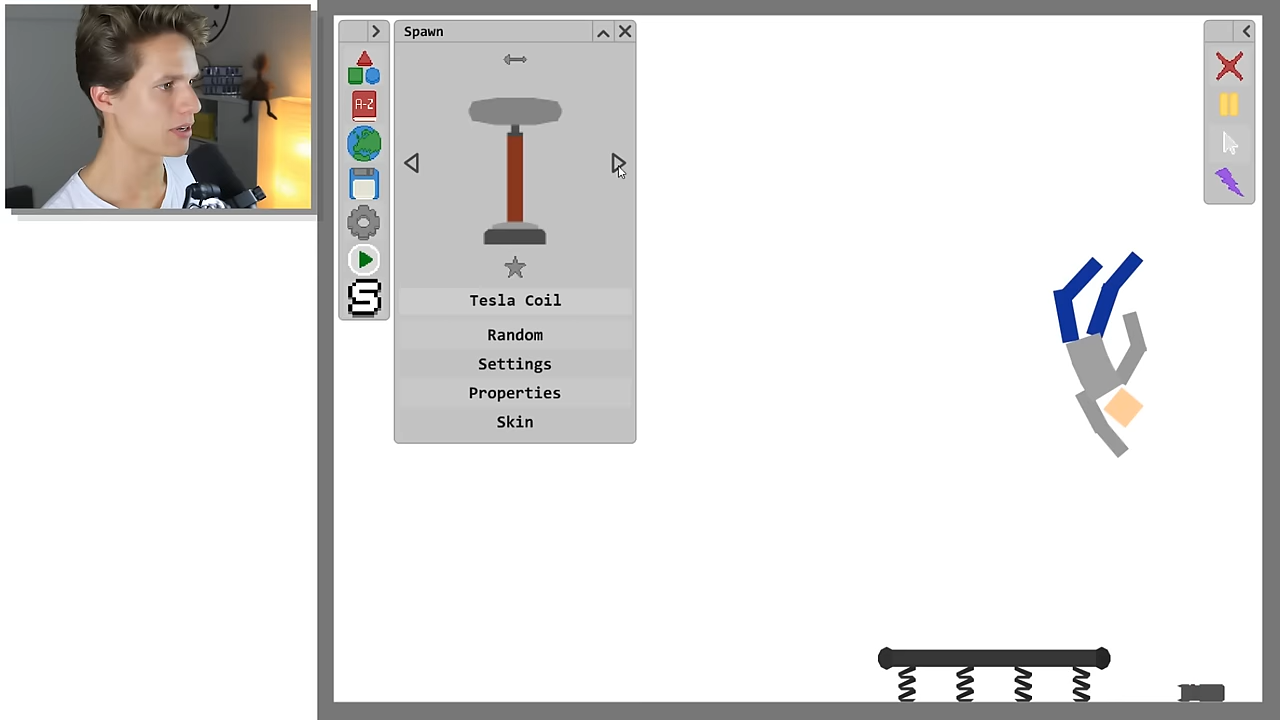 Spawn
A-Z
S
Tesla Coil
Random
Settings
Properties
Skin